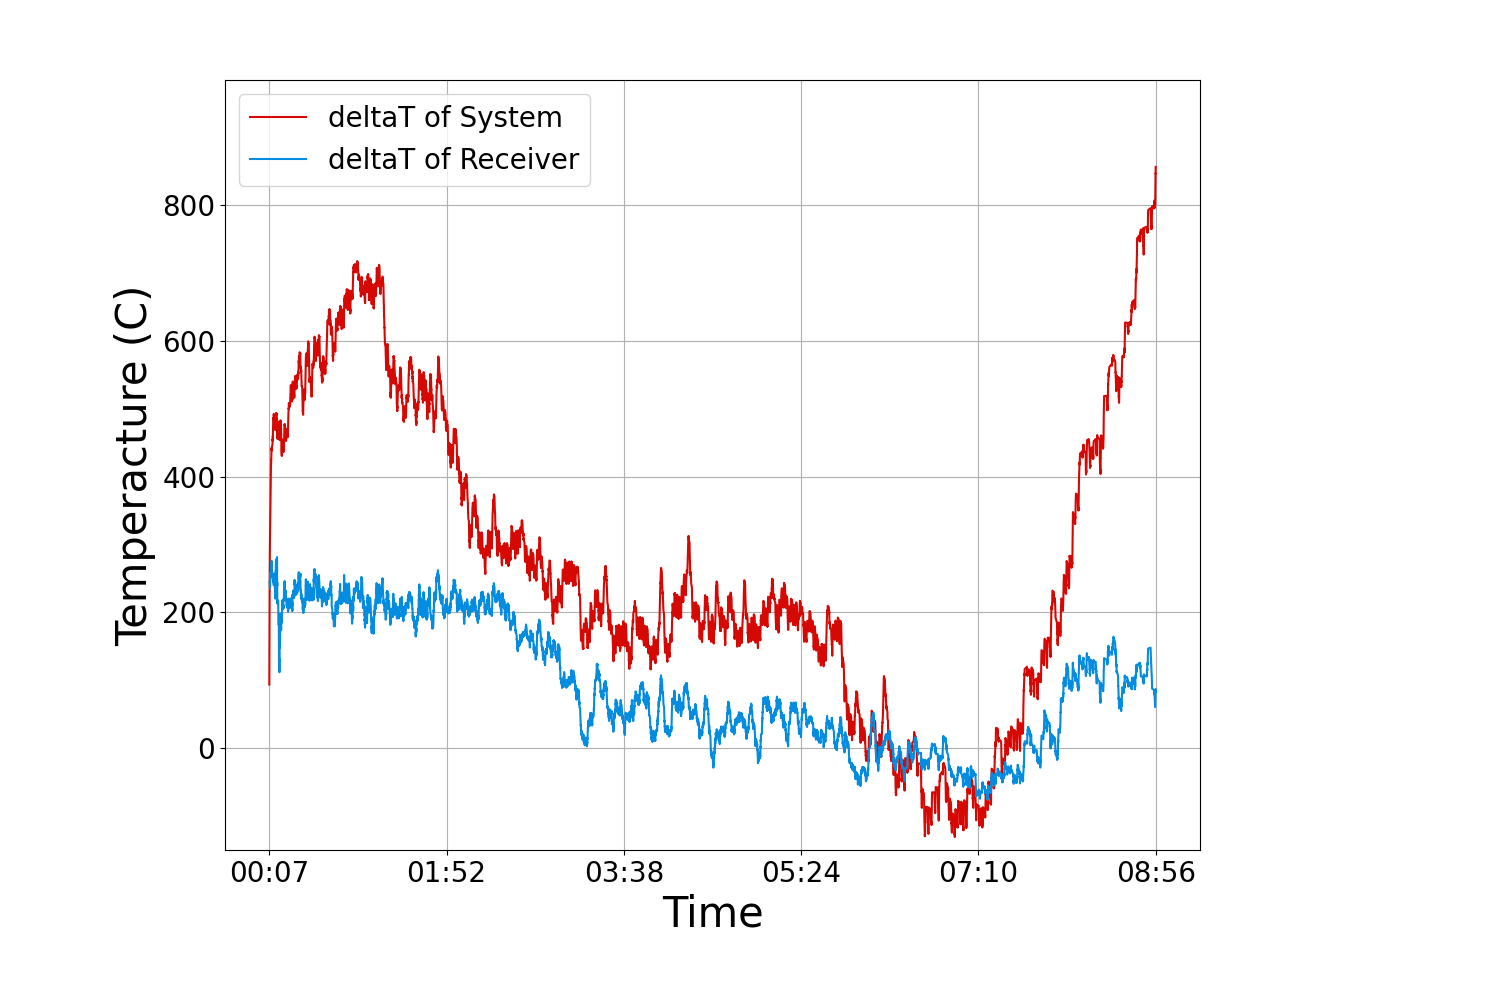 deltaT of System
deltaT of Receiver
800
600
400
200
0
Temperacture (C)
00:07 01:52 03:38 05:24 07:10 08:56
Time